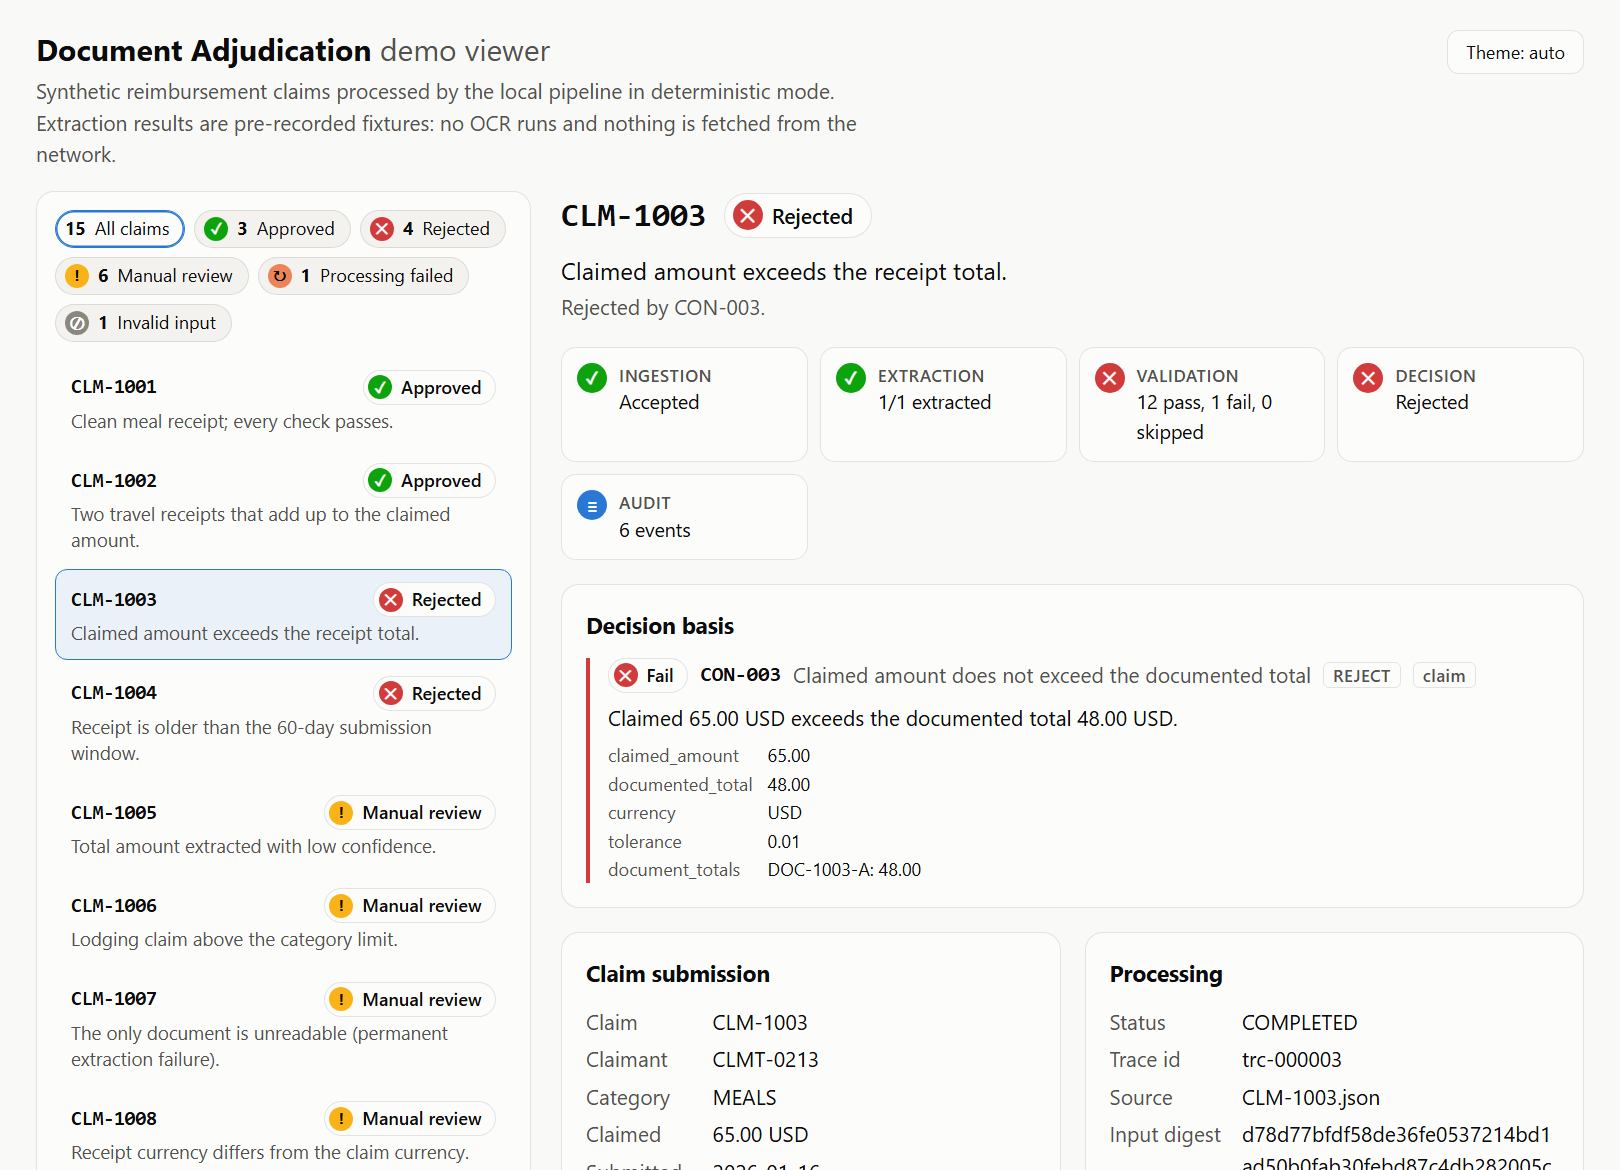 Document Adjudication demo viewer
Theme: auto
Synthetic reimbursement claims processed by the local pipeline in deterministic mode.
Extraction results are pre-recorded fixtures: no OCR runs and nothing is fetched from the
network.
15 All claims
3 Approved
4 Rejected
6 Manual review
1 Processing failed
1 Invalid input
CLM-1001
Approved
Clean meal receipt; every check passes.
CLM-1002
Approved
Two travel receipts that add up to the claimed
amount.
CLM-1003
Rejected
Claimed amount exceeds the receipt total.
CLM-1004
Rejected
Receipt is older than the 60-day submission
window.
CLM-1005
Manual review
Total amount extracted with low confidence.
CLM-1006
Manual review
Lodging claim above the category limit.
CLM-1007
Manual review
The only document is unreadable (permanent
extraction failure).
CLM-1008
Manual review
Receipt currency differs from the claim currency.
CLM-1003
Rejected
Claimed amount exceeds the receipt total.
Rejected by CON-003.
INGESTION
Accepted
EXTRACTION
1/1 extracted
VALIDATION
12 pass, 1 fail, 0
skipped
DECISION
Rejected
AUDIT
6 events
Decision basis
Fail CON-003 Claimed amount does not exceed the documented total REJECT claim
Claimed 65.00 USD exceeds the documented total 48.00 USD.
claimed_amount 65.00
documented_total 48.00
currency USD
tolerance 0.01
document_totals DOC-1003-A: 48.00
Claim submission
Claim CLM-1003
Claimant CLMT-0213
Category MEALS
Claimed 65.00 USD
Submitted 2026-01-16
Processing
Status COMPLETED
Trace id trc-000003
Source CLM-1003.json
Input digest d78d77bfdf58de36fe0537214bd1
ad50b0fab30febd87c4db282005c